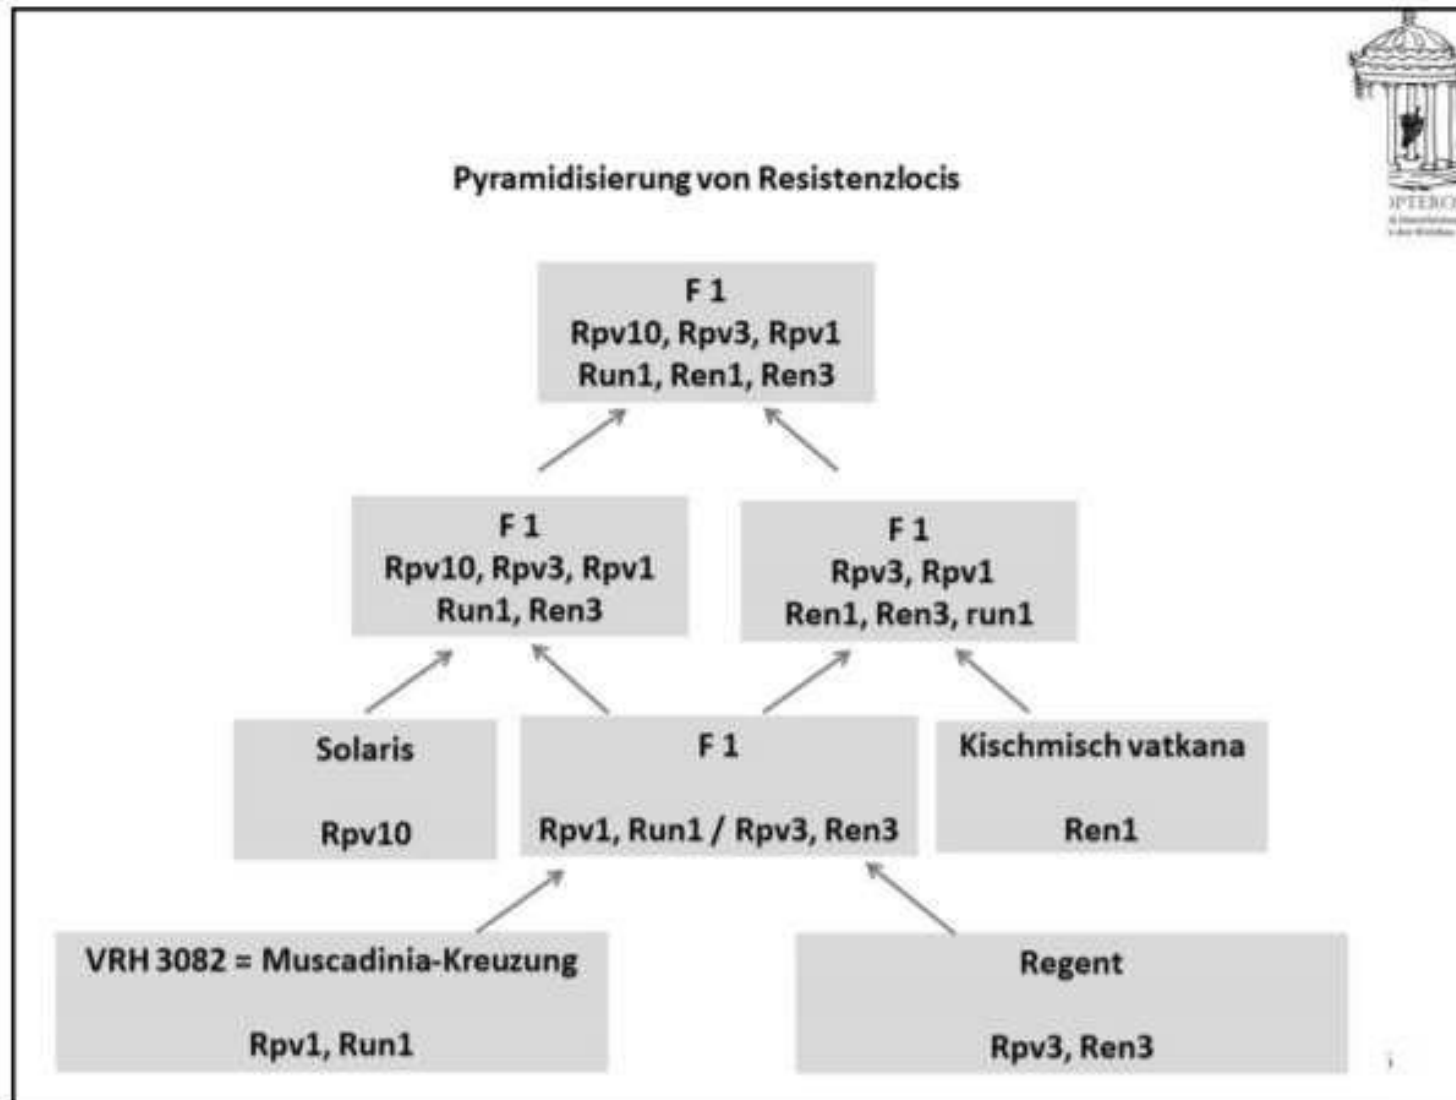 Pyramidisierung von Resistenzlocis
F 1
Rpv10, Rpv3, Rpv1
Run1, Ren1, Ren3
F 1
Rpv10, Rpv3, Rpv1
Run1, Ren3
F 1
Rpv3, Rpv1
Ren1, Ren3, run1
Solaris
Rpv10
F 1
Rpv1, Run1 / Rpv3, Ren3
Kischmisch vatkana
Ren1
VRH 3082 = Muscadinia-Kreuzung
Rpv1, Run1
Regent
Rpv3, Ren3